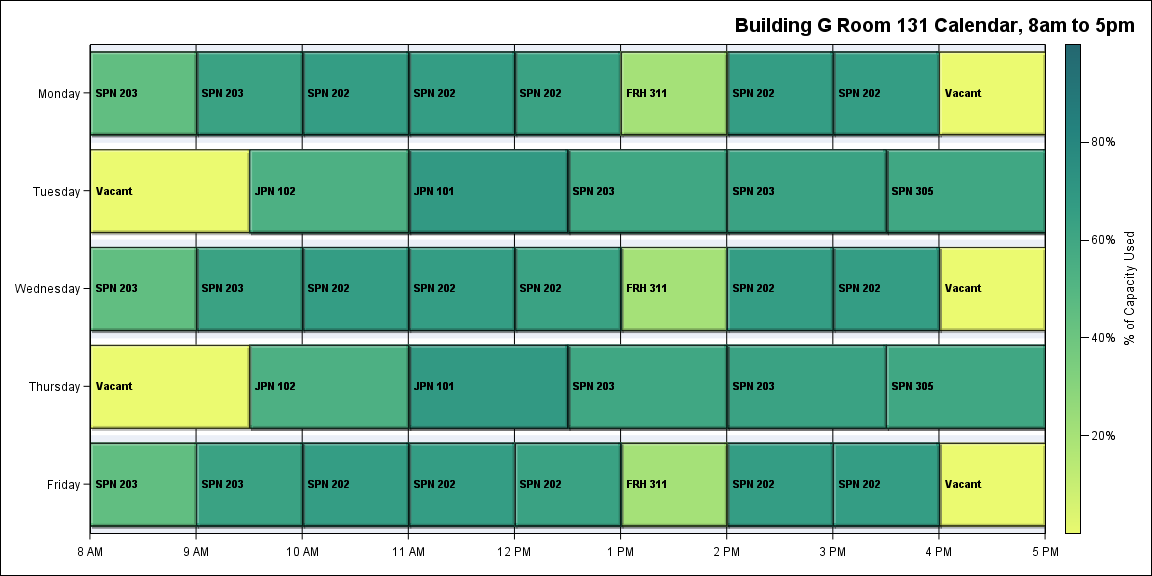 Building G Room 131 Calendar, 8am to 5pm
Monday
SPN 203
SPN 203
SPN 202
SPN 202
SPN 202
FRH 311
SPN 202
SPN 202
Vacant
Tuesday
Vacant
JPN 102
JPN 101
SPN 203
SPN 203
SPN 305
Wednesday
SPN 203
SPN 203
SPN 202
SPN 202
SPN 202
FRH 311
SPN 202
SPN 202
Vacant
Thursday
Vacant
JPN 102
JPN 101
SPN 203
SPN 203
SPN 305
Friday
SPN 203
SPN 203
SPN 202
SPN 202
SPN 202
FRH 311
SPN 202
SPN 202
Vacant
8 AM
9 AM
10 AM
11 AM
12 PM
1 PM
2 PM
3 PM
4 PM
5 PM
80%
60%
40%
20%
% of Capacity Used